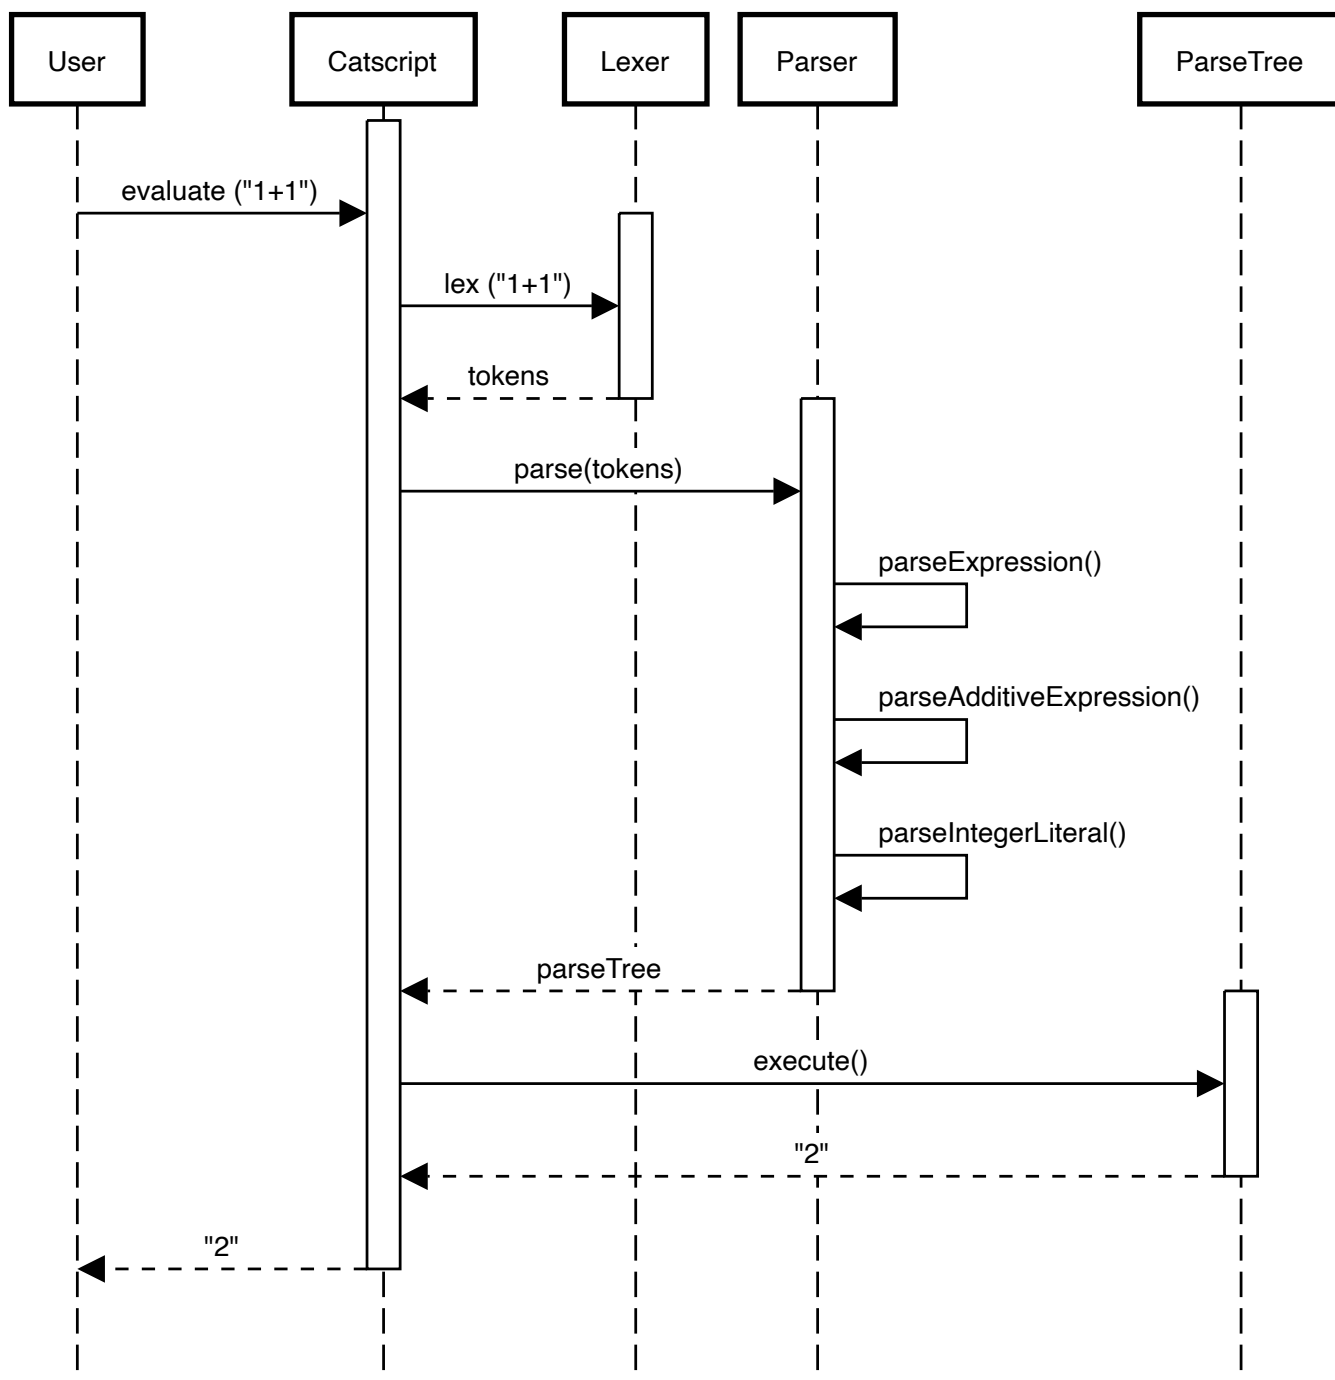 User
Catscript
Lexer
Parser
ParseTree
evaluate ("1+1")
lex ("1+1")
tokens
parse(tokens)
parseExpression()
parseAdditiveExpression()
parseIntegerLiteral()
parseTree
execute()
"2"
"2"